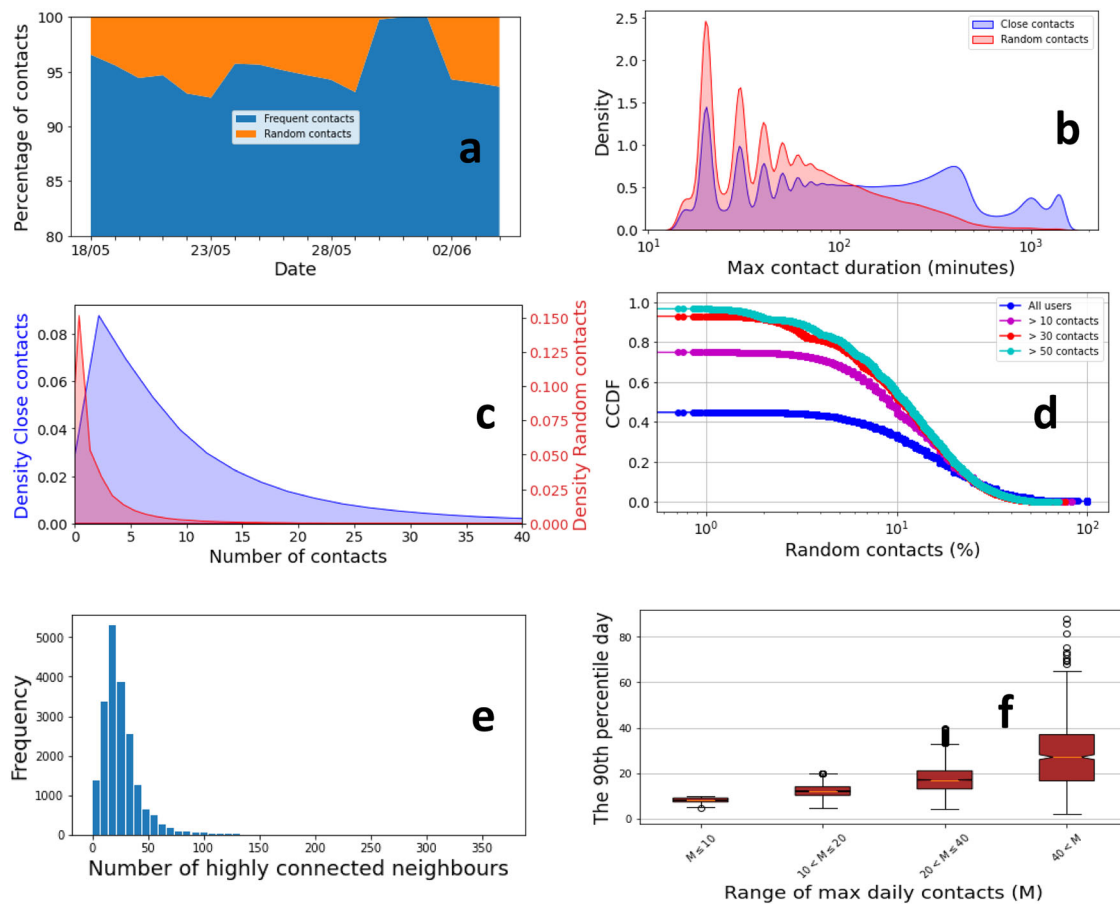 100
95
90
85
80
Percentage of contacts
Frequent contacts
Random contacts
a
18/05
23/05
28/05
02/06
Date
2.5
2.0
1.5
1.0
0.5
0.0
Density
Close contacts
Random contacts
b
10¹
10²
10³
Max contact duration (minutes)
0.08
0.06
0.04
0.02
0.00
Density Close contacts
0.150
0.125
0.100
0.075
0.050
0.025
0.000
Density Random contacts
c
0
5
10
15
20
25
30
35
40
Number of contacts
1.0
0.8
0.6
0.4
0.2
0.0
CCDF
All users
> 10 contacts
> 30 contacts
> 50 contacts
d
10⁰
10¹
10²
Random contacts (%)
5000
4000
3000
2000
1000
0
Frequency
e
0
50
100
150
200
250
300
350
Number of highly connected neighbours
80
60
40
20
0
The 90th percentile day
f
M ≤ 10
10 < M ≤ 20
20 < M ≤ 40
40 < M
Range of max daily contacts (M)